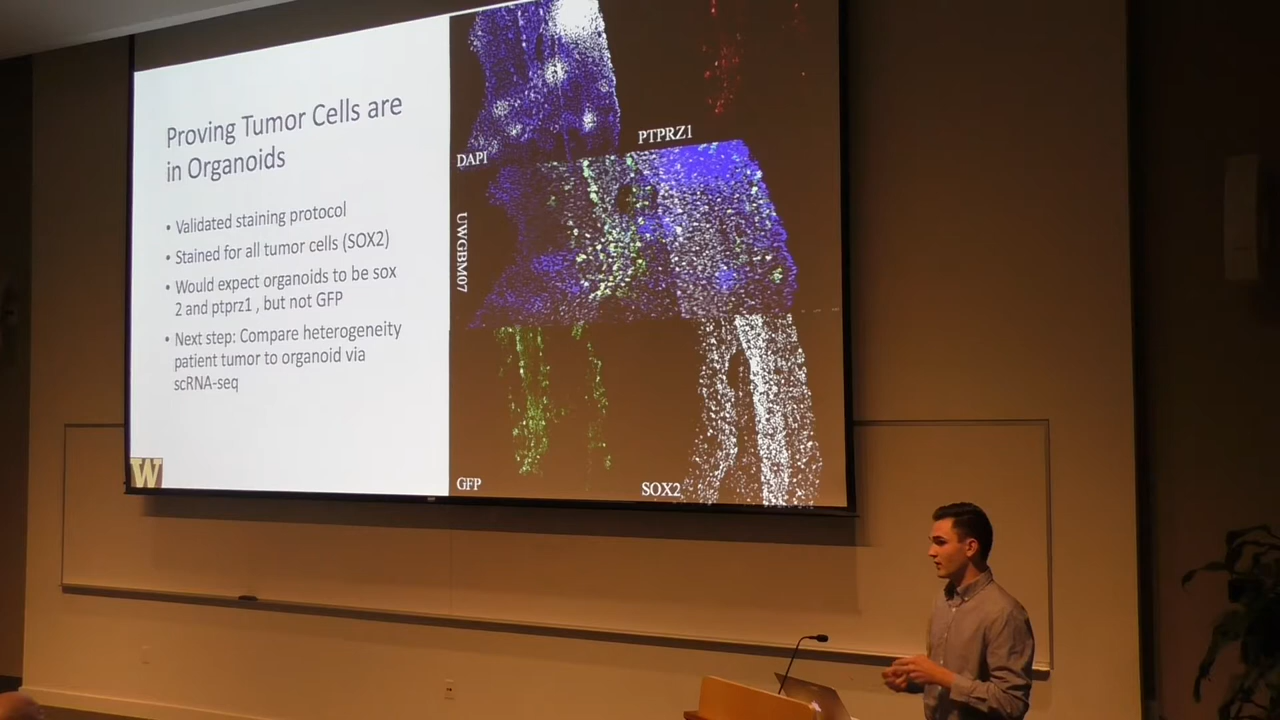 Proving Tumor Cells are
in Organoids
• Validated staining protocol
• Stained for all tumor cells (SOX2)
• Would expect organoids to be sox
2 and ptprz1 , but not GFP
• Next step: Compare heterogeneity
patient tumor to organoid via
scRNA-seq
W
DAPI
PTPRZ1
UWGBM07
GFP
SOX2